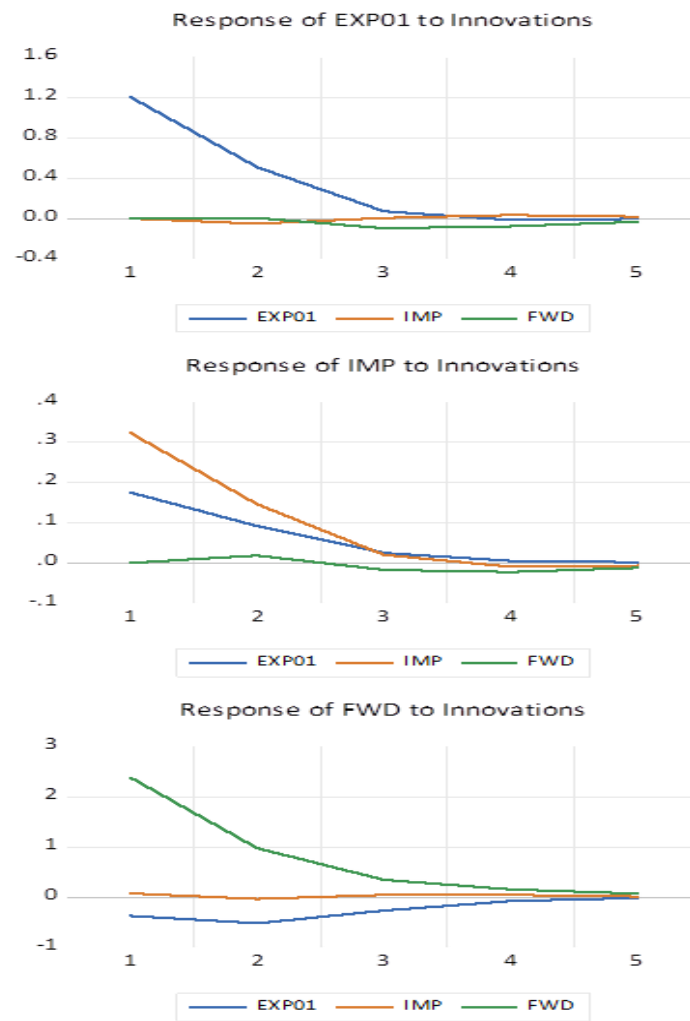 Response of EXP01 to Innovations
1.6
1.2
0.8
0.4
0.0
-0.4
1 2 3 4 5
EXP01 IMP FWD
Response of IMP to Innovations
.4
.3
.2
.1
.0
-.1
1 2 3 4 5
EXP01 IMP FWD
Response of FWD to Innovations
3
2
1
0
-1
1 2 3 4 5
EXP01 IMP FWD